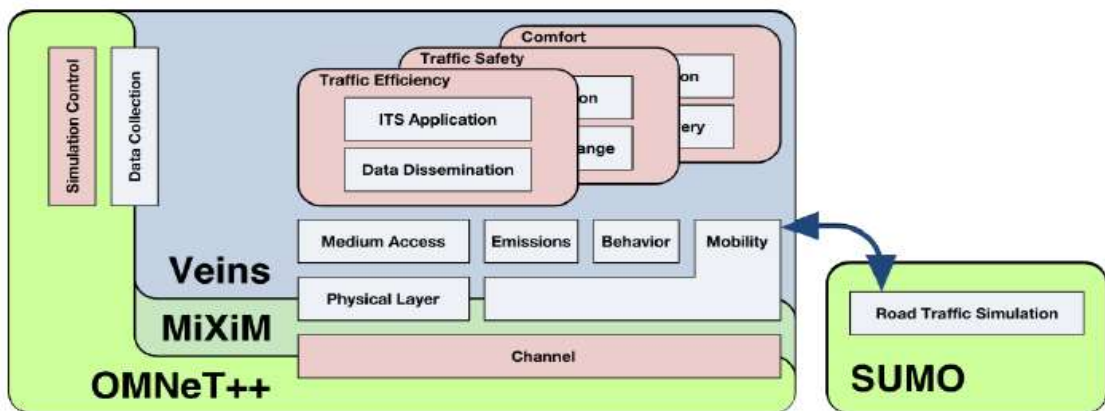 Comfort
Traffic Safety
Traffic Efficiency
on
on
ITS Application
ange
ery
Data Dissemination
Simulation Control
Data Collection
Medium Access
Emissions
Behavior
Mobility
Veins
Physical Layer
MiXiM
Channel
OMNeT++
Road Traffic Simulation
SUMO